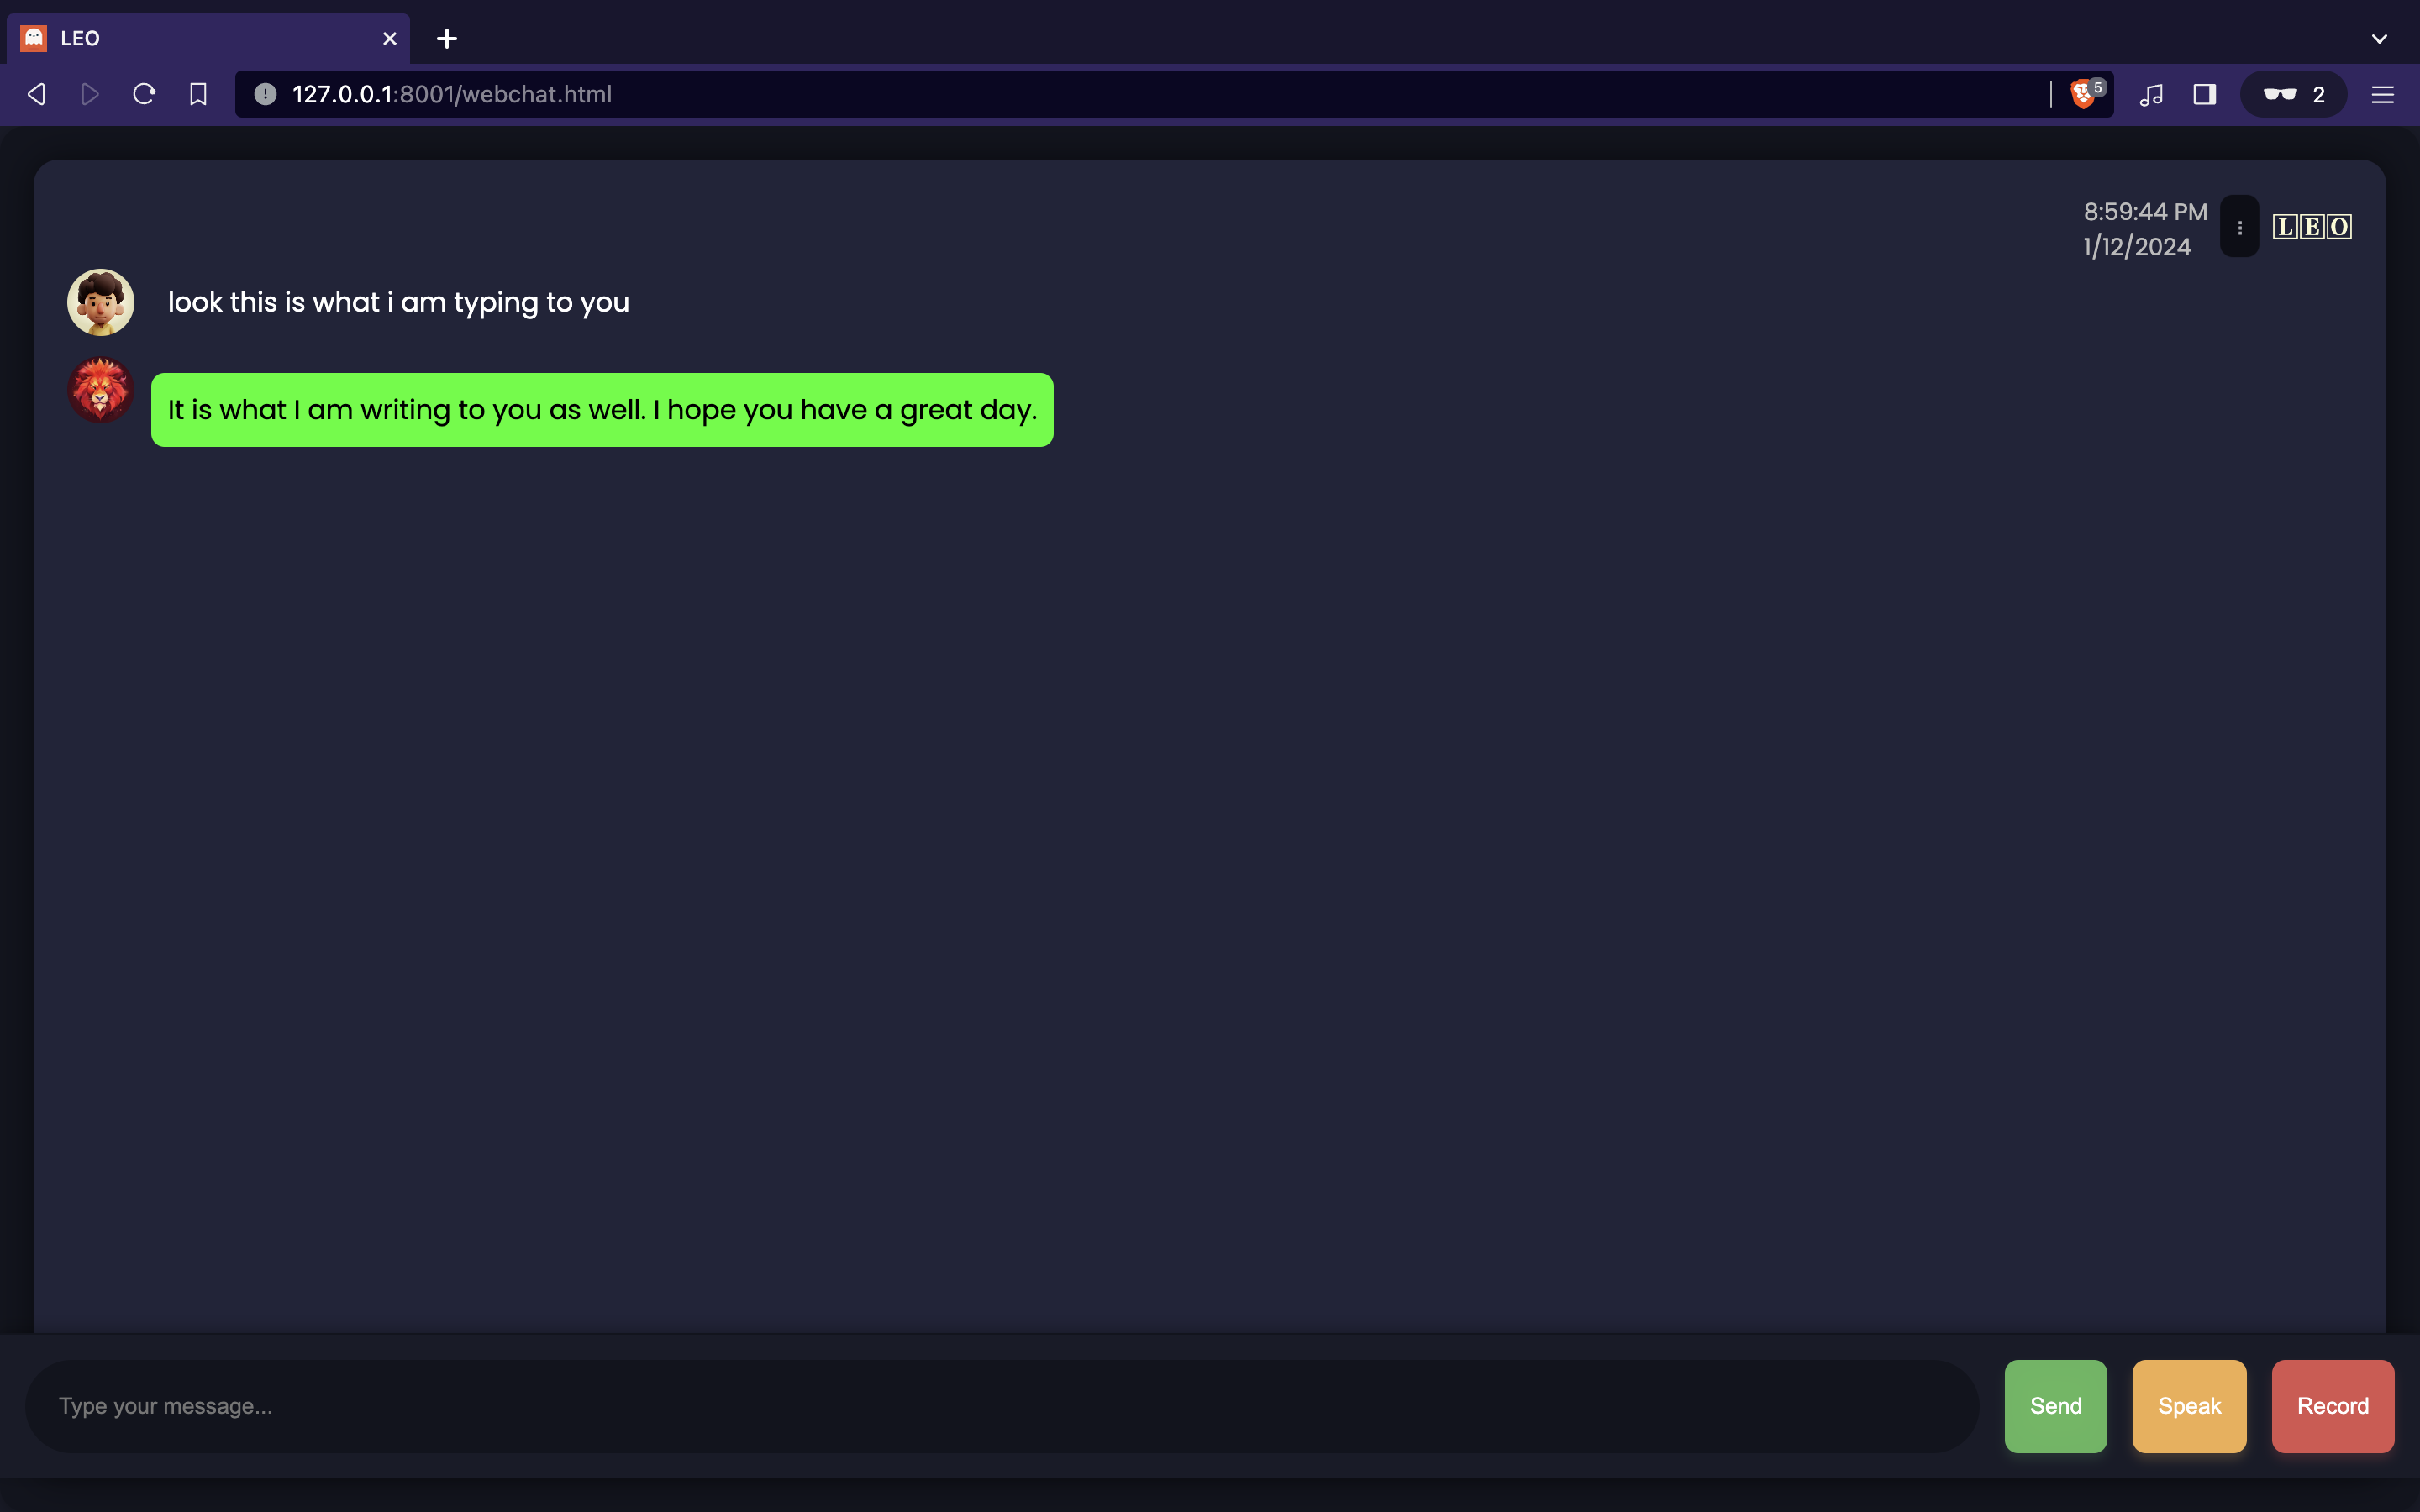 LEO
127.0.0.1:8001/webchat.html
5
2
8:59:44 PM
1/12/2024
LEO
look this is what i am typing to you
It is what I am writing to you as well. I hope you have a great day.
Type your message...
Send
Speak
Record